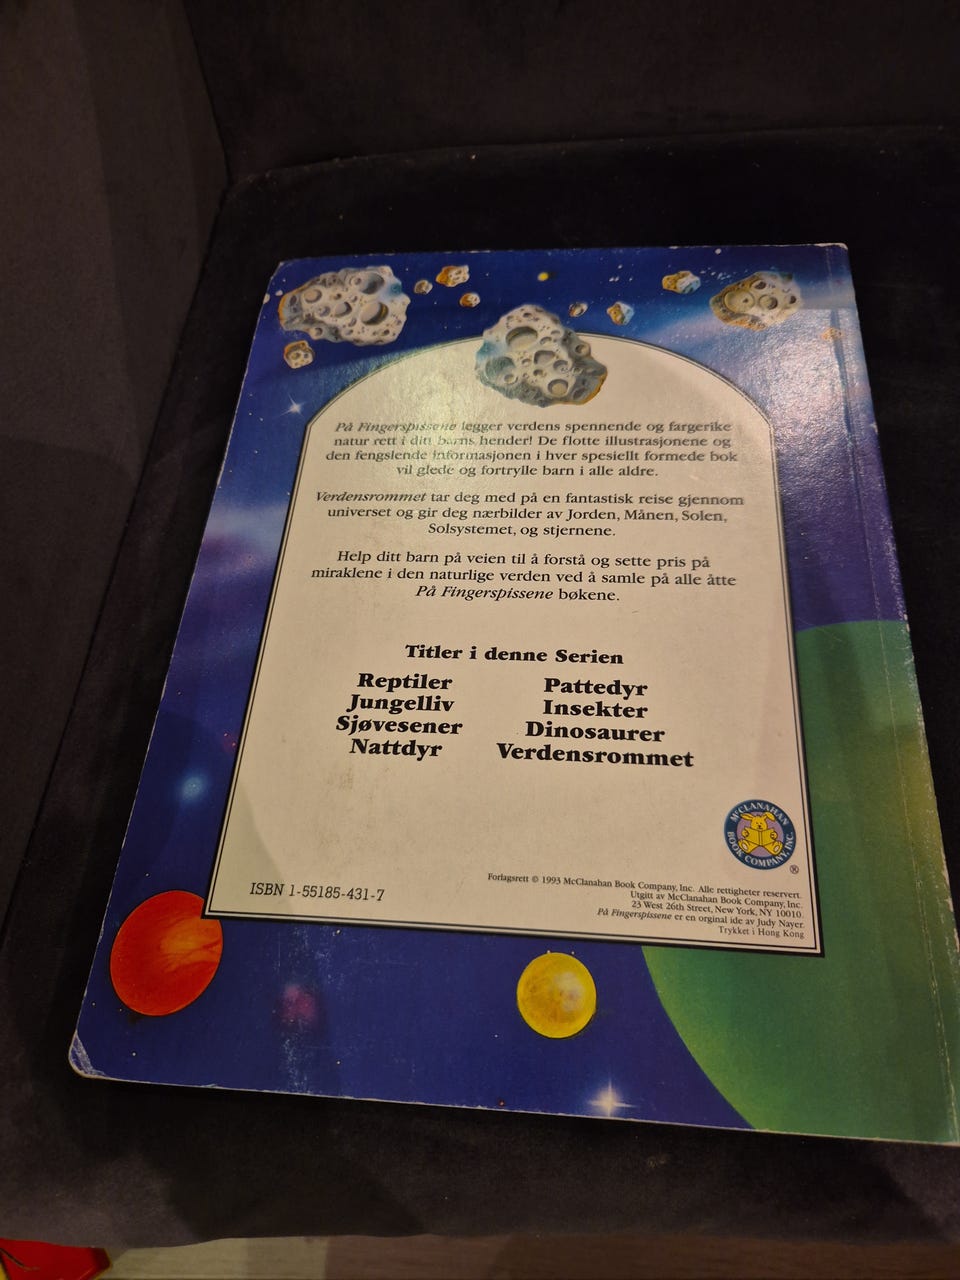 På Fingerspissene legger verdens spennende og fargerike
natur rett i ditt barns hender! De flotte illustrasjonene og
den fengslende informasjonen i hver spesiellt formede bok
vil glede og fortrylle barn i alle aldre.
Verdensrommet tar deg med på en fantastisk reise gjennom
universet og gir deg nærbilder av Jorden, Månen, Solen,
Solsystemet, og stjernene.
Help ditt barn på veien til å forstå og sette pris på
miraklene i den naturlige verden ved å samle på alle åtte
På Fingerspissene bøkene.
Titler i denne Serien
Reptiler
Jungelliv
Sjøvesener
Nattdyr
Pattedyr
Insekter
Dinosaurer
Verdensrommet
McCLANAHAN
BOOK COMPANY, INC.
®
ISBN 1-55185-431-7
Forlagsrett © 1993 McClanahan Book Company, Inc. Alle rettigheter reservert.
Utgitt av McClanahan Book Company, Inc.
23 West 26th Street, New York, NY 10010.
På Fingerspissene er en orginal ide av Judy Nayer.
Trykket i Hong Kong